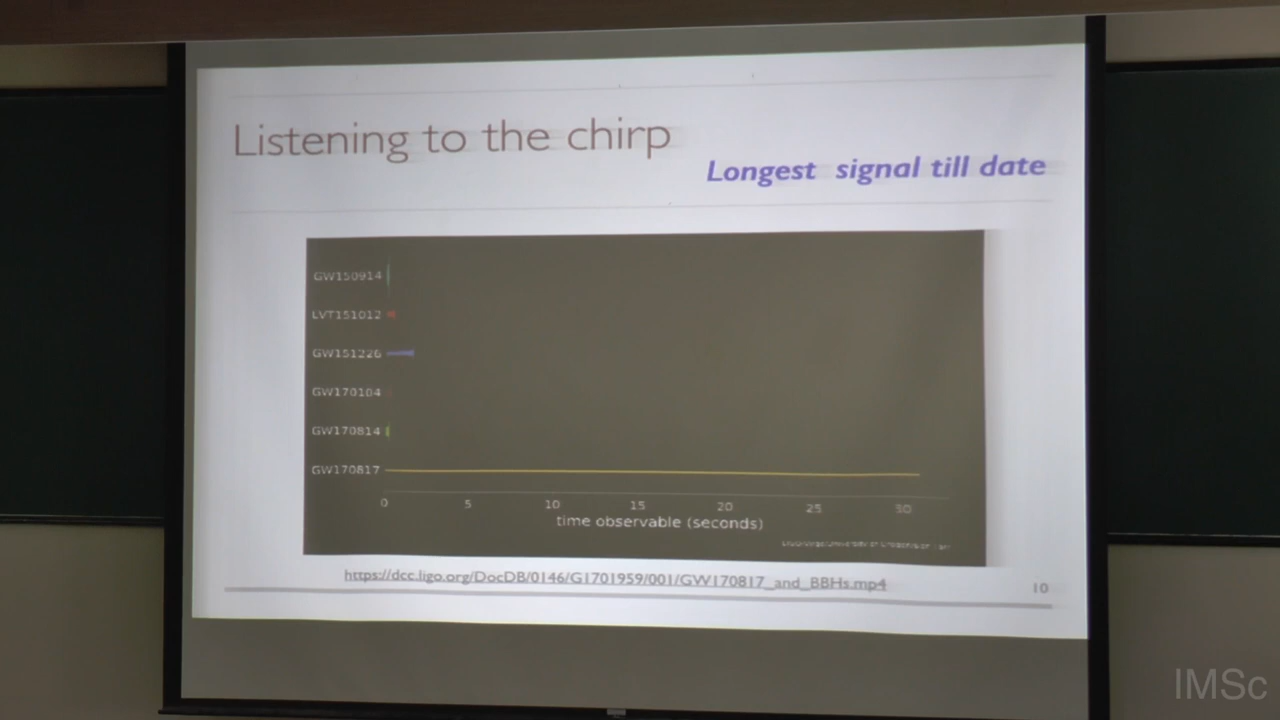 Listening to the chirp
Longest signal till date
GW150914
LVT151012
GW151226
GW170104
GW170814
GW170817
0 5 10 15 20 25 30
time observable (seconds)
https://dcc.ligo.org/DocDB/0146/G1701959/001/GW170817_and_BBHs.mp4
10
IMSc